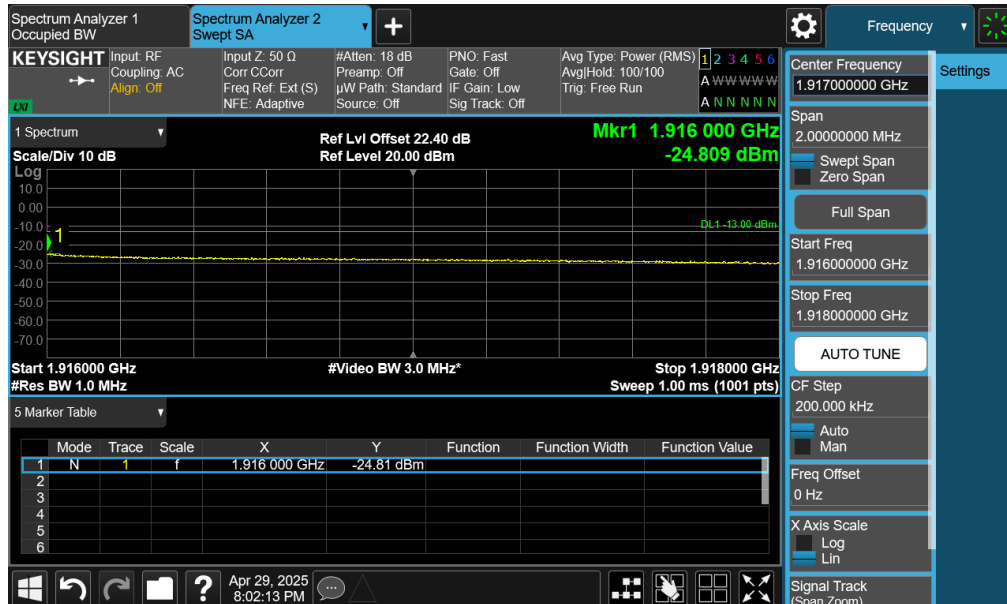 Spectrum Analyzer 1
Occupied BW
Spectrum Analyzer 2
Swept SA
+
Frequency
KEYSIGHT
LXI
Input: RF
Coupling: AC
Align: Off
Input Z: 50 Ω
Corr CCorr
Freq Ref: Ext (S)
NFE: Adaptive
#Atten: 18 dB
Preamp: Off
µW Path: Standard
Source: Off
PNO: Fast
Gate: Off
IF Gain: Low
Sig Track: Off
Avg Type: Power (RMS)
Avg|Hold: 100/100
Trig: Free Run
1 2 3 4 5 6
A W W W W W
A N N N N N
1 Spectrum
Scale/Div 10 dB
Ref Lvl Offset 22.40 dB
Ref Level 20.00 dBm
Mkr1 1.916 000 GHz
-24.809 dBm
Log
10.0
0.00
-10.0
-20.0
-30.0
-40.0
-50.0
-60.0
-70.0
1
DL1 -13.00 dBm
Start 1.916000 GHz
#Res BW 1.0 MHz
#Video BW 3.0 MHz*
Stop 1.918000 GHz
Sweep 1.00 ms (1001 pts)
5 Marker Table
Mode Trace Scale X Y Function Function Width Function Value
1 N 1 f 1.916 000 GHz -24.81 dBm
2
3
4
5
6
?
Apr 29, 2025
8:02:13 PM
Center Frequency
1.917000000 GHz
Span
2.00000000 MHz
Swept Span
Zero Span
Full Span
Start Freq
1.916000000 GHz
Stop Freq
1.918000000 GHz
AUTO TUNE
CF Step
200.000 kHz
Auto
Man
Freq Offset
0 Hz
X Axis Scale
Log
Lin
Signal Track
(Span Zoom)
Settings